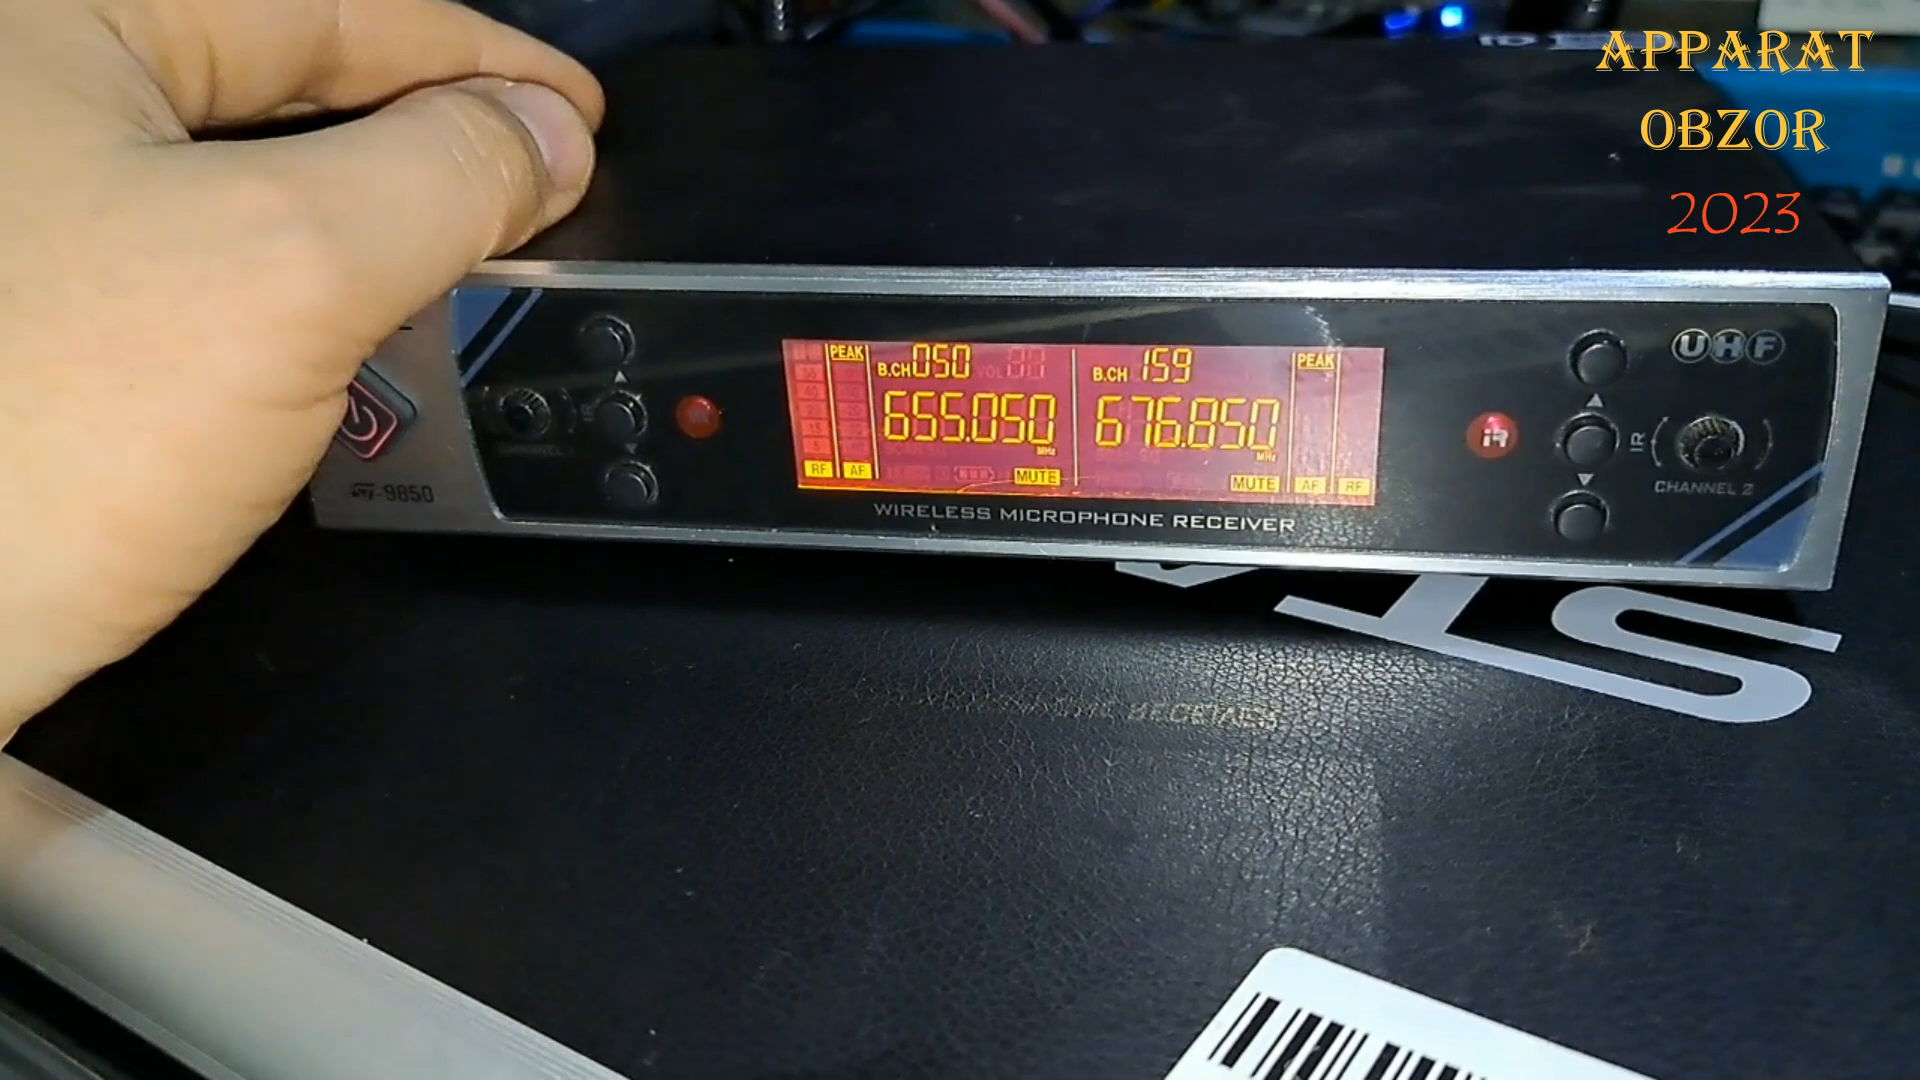 APPARAT
OBZOR
2023
UHF
PEAK
B.CH 050
B.CH 159
PEAK
655.050
676.850
MHz
MHz
RF
AF
MUTE
MUTE
AF
RF
iR
IR
CHANNEL 2
-9850
WIRELESS MICROPHONE RECEIVER